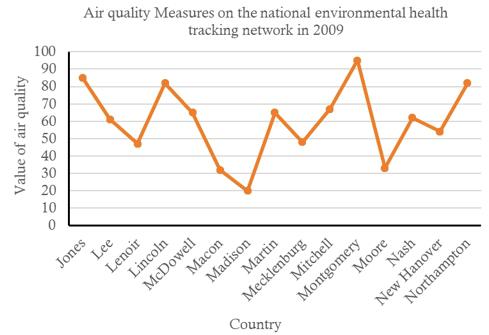 Air quality Measures on the national environmental health
tracking network in 2009
Value of air quality
100
90
80
70
60
50
40
30
20
10
0
Jones
Lee
Lenoir
Lincoln
McDowell
Macon
Madison
Martin
Mecklenburg
Mitchell
Montgomery
Moore
Nash
New Hanover
Northampton
Country